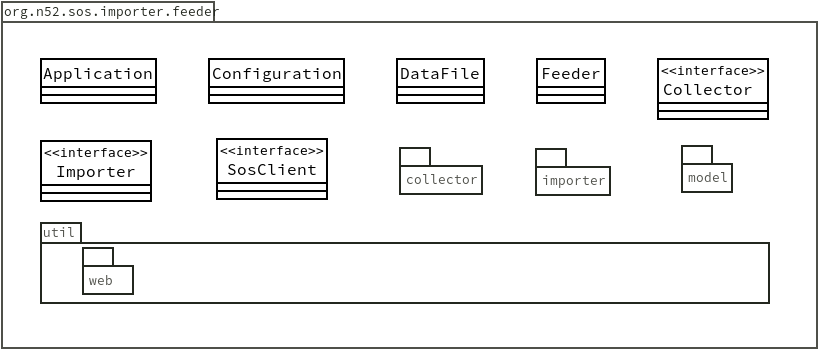 org.n52.sos.importer.feeder
Application
Configuration
DataFile
Feeder
<<interface>>
Collector
<<interface>>
Importer
<<interface>>
SosClient
collector
importer
model
util
web